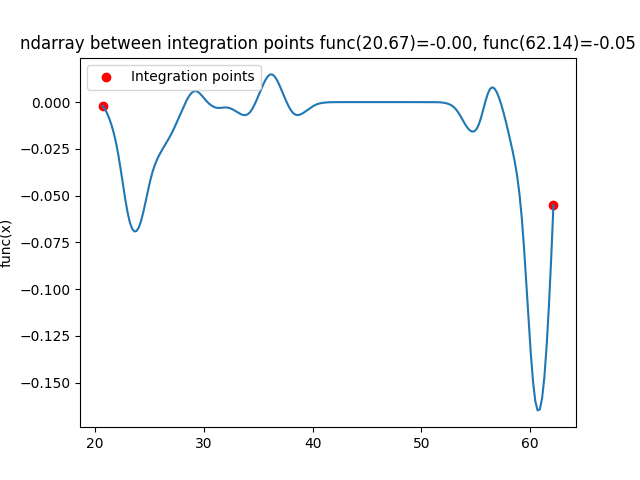 ndarray between integration points func(20.67)=-0.00, func(62.14)=-0.05
Integration points
func(x)
0.000
−0.025
−0.050
−0.075
−0.100
−0.125
−0.150
20 30 40 50 60